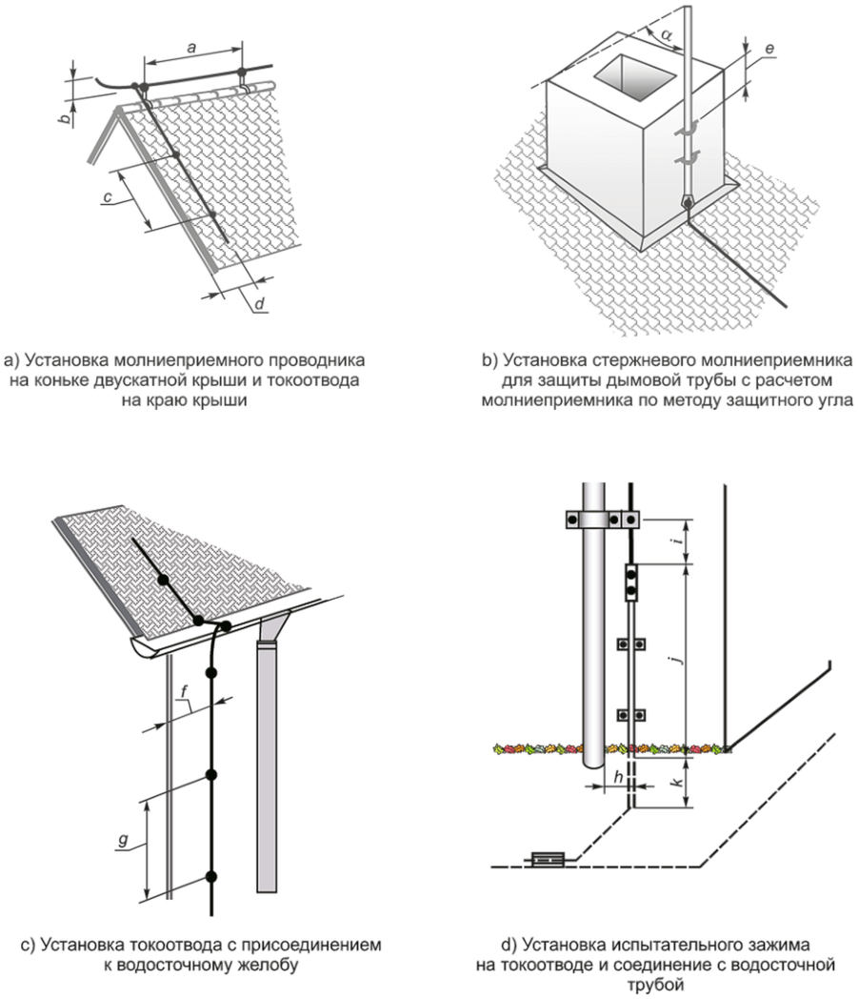 a
b
c
d
α
e
a) Установка молниеприемного проводника
на коньке двускатной крыши и токоотвода
на краю крыши
b) Установка стержневого молниеприемника
для защиты дымовой трубы с расчетом
молниеприемника по методу защитного угла
f
g
i
j
h
k
c) Установка токоотвода с присоединением
к водосточному желобу
d) Установка испытательного зажима
на токоотводе и соединение с водосточной
трубой